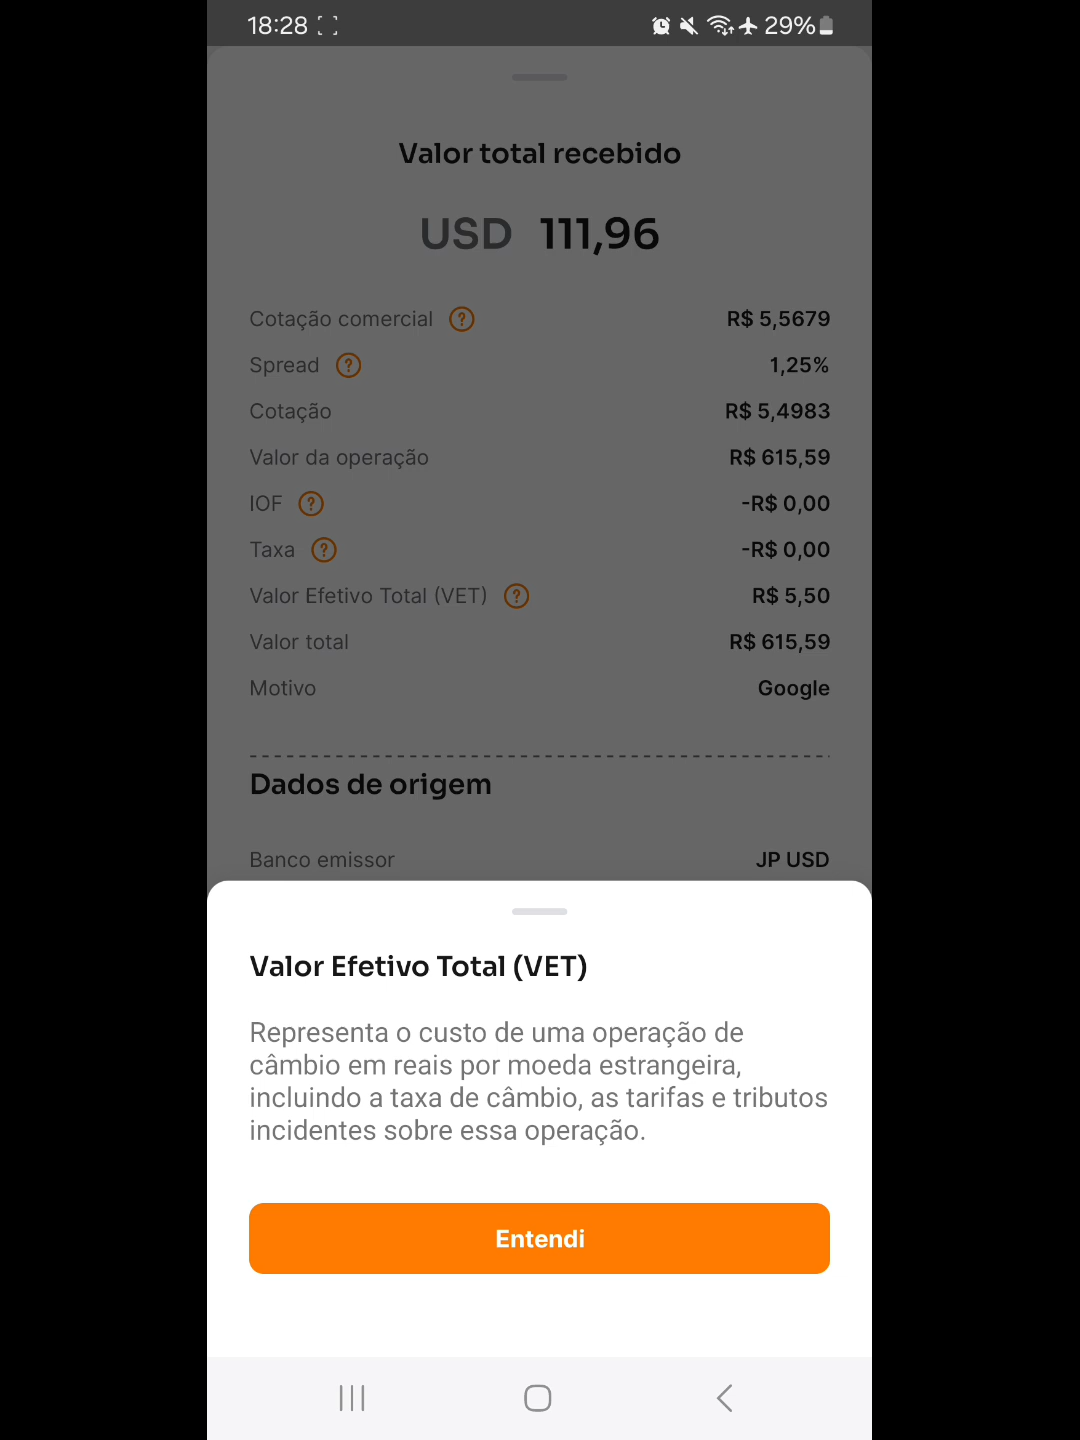 18:28 29%
Valor total recebido
USD 111,96
Cotação comercial ? R$ 5,5679
Spread ? 1,25%
Cotação R$ 5,4983
Valor da operação R$ 615,59
IOF ? -R$ 0,00
Taxa ? -R$ 0,00
Valor Efetivo Total (VET) ? R$ 5,50
Valor total R$ 615,59
Motivo Google
Dados de origem
Banco emissor JP USD
Valor Efetivo Total (VET)
Representa o custo de uma operação de
câmbio em reais por moeda estrangeira,
incluindo a taxa de câmbio, as tarifas e tributos
incidentes sobre essa operação.
Entendi